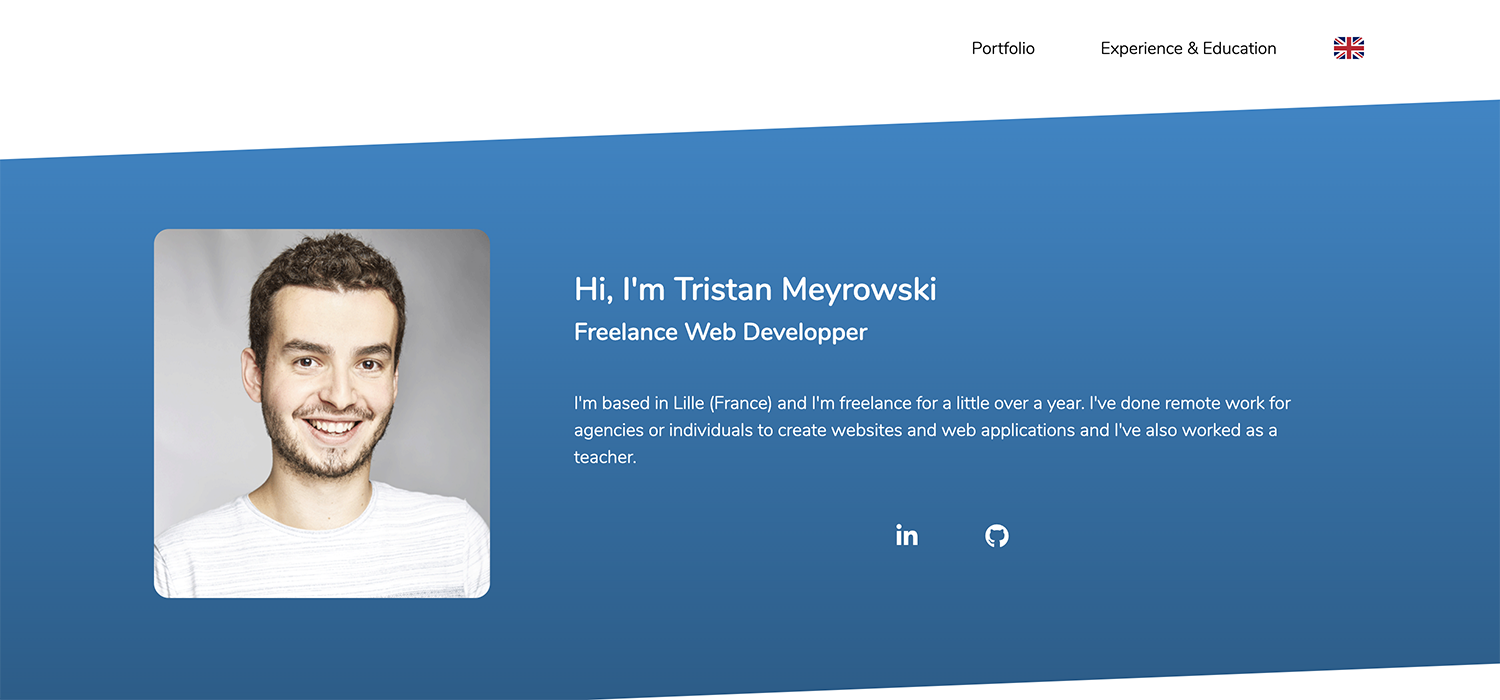 Portfolio Experience & Education
Hi, I'm Tristan Meyrowski
Freelance Web Developper
I'm based in Lille (France) and I'm freelance for a little over a year. I've done remote work for
agencies or individuals to create websites and web applications and I've also worked as a
teacher.
in